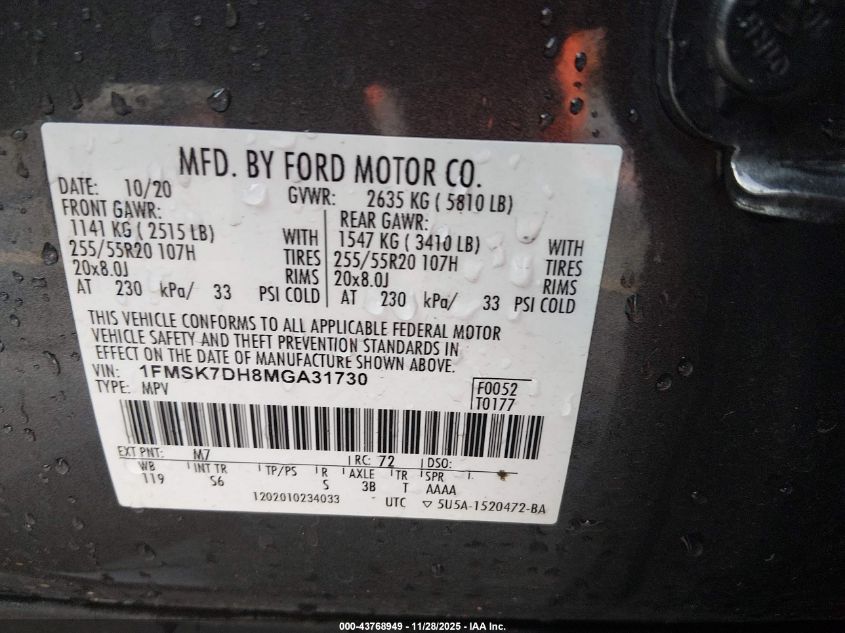 MFD. BY FORD MOTOR CO.
DATE: 10/20 GVWR: 2635 KG ( 5810 LB)
FRONT GAWR: REAR GAWR:
1141 KG ( 2515 LB) WITH 1547 KG ( 3410 LB) WITH
255/55R20 107H TIRES 255/55R20 107H TIRES
20x8.0J RIMS 20x8.0J RIMS
AT 230 kPa/ 33 PSI COLD AT 230 kPa/ 33 PSI COLD
THIS VEHICLE CONFORMS TO ALL APPLICABLE FEDERAL MOTOR
VEHICLE SAFETY AND THEFT PREVENTION STANDARDS IN
EFFECT ON THE DATE OF MANUFACTURE SHOWN ABOVE.
VIN: 1FMSK7DH8MGA31730 F0052
TYPE: MPV T0177
EXT PNT: M7 RC: 72 DSO:
WB INT TR TP/PS R AXLE TR SPR
119 S6 S 3B T AAAA
1202010234033 UTC ▽ 5U5A-1520472-BA
000-43768949 - 11/28/2025 - IAA Inc.